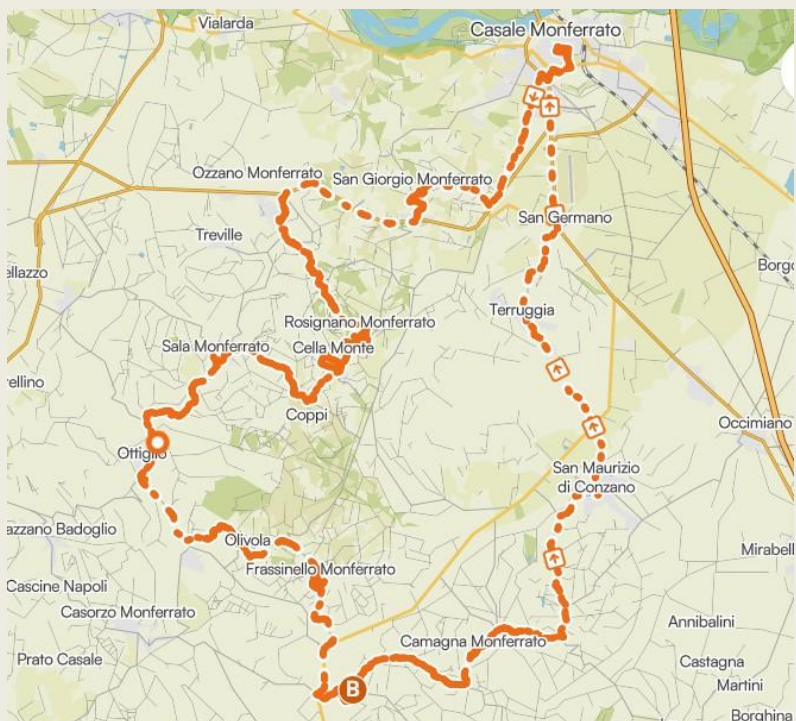 Vialarda
Casale Monferrato
Ozzano Monferrato
San Giorgio Monferrato
Treville
San Germano
ellazzo
Borgo
Terruggia
Rosignano Monferrato
Sala Monferrato
Cella Monte
rellino
Coppi
Occimiano
Ottiglio
San Maurizio
di Conzano
azzano Badoglio
Olivola
Mirabell
Frassinello Monferrato
Cascine Napoli
Casorzo Monferrato
Annibalini
Camagna Monferrato
Prato Casale
Castagna
B
Martini
Borghina